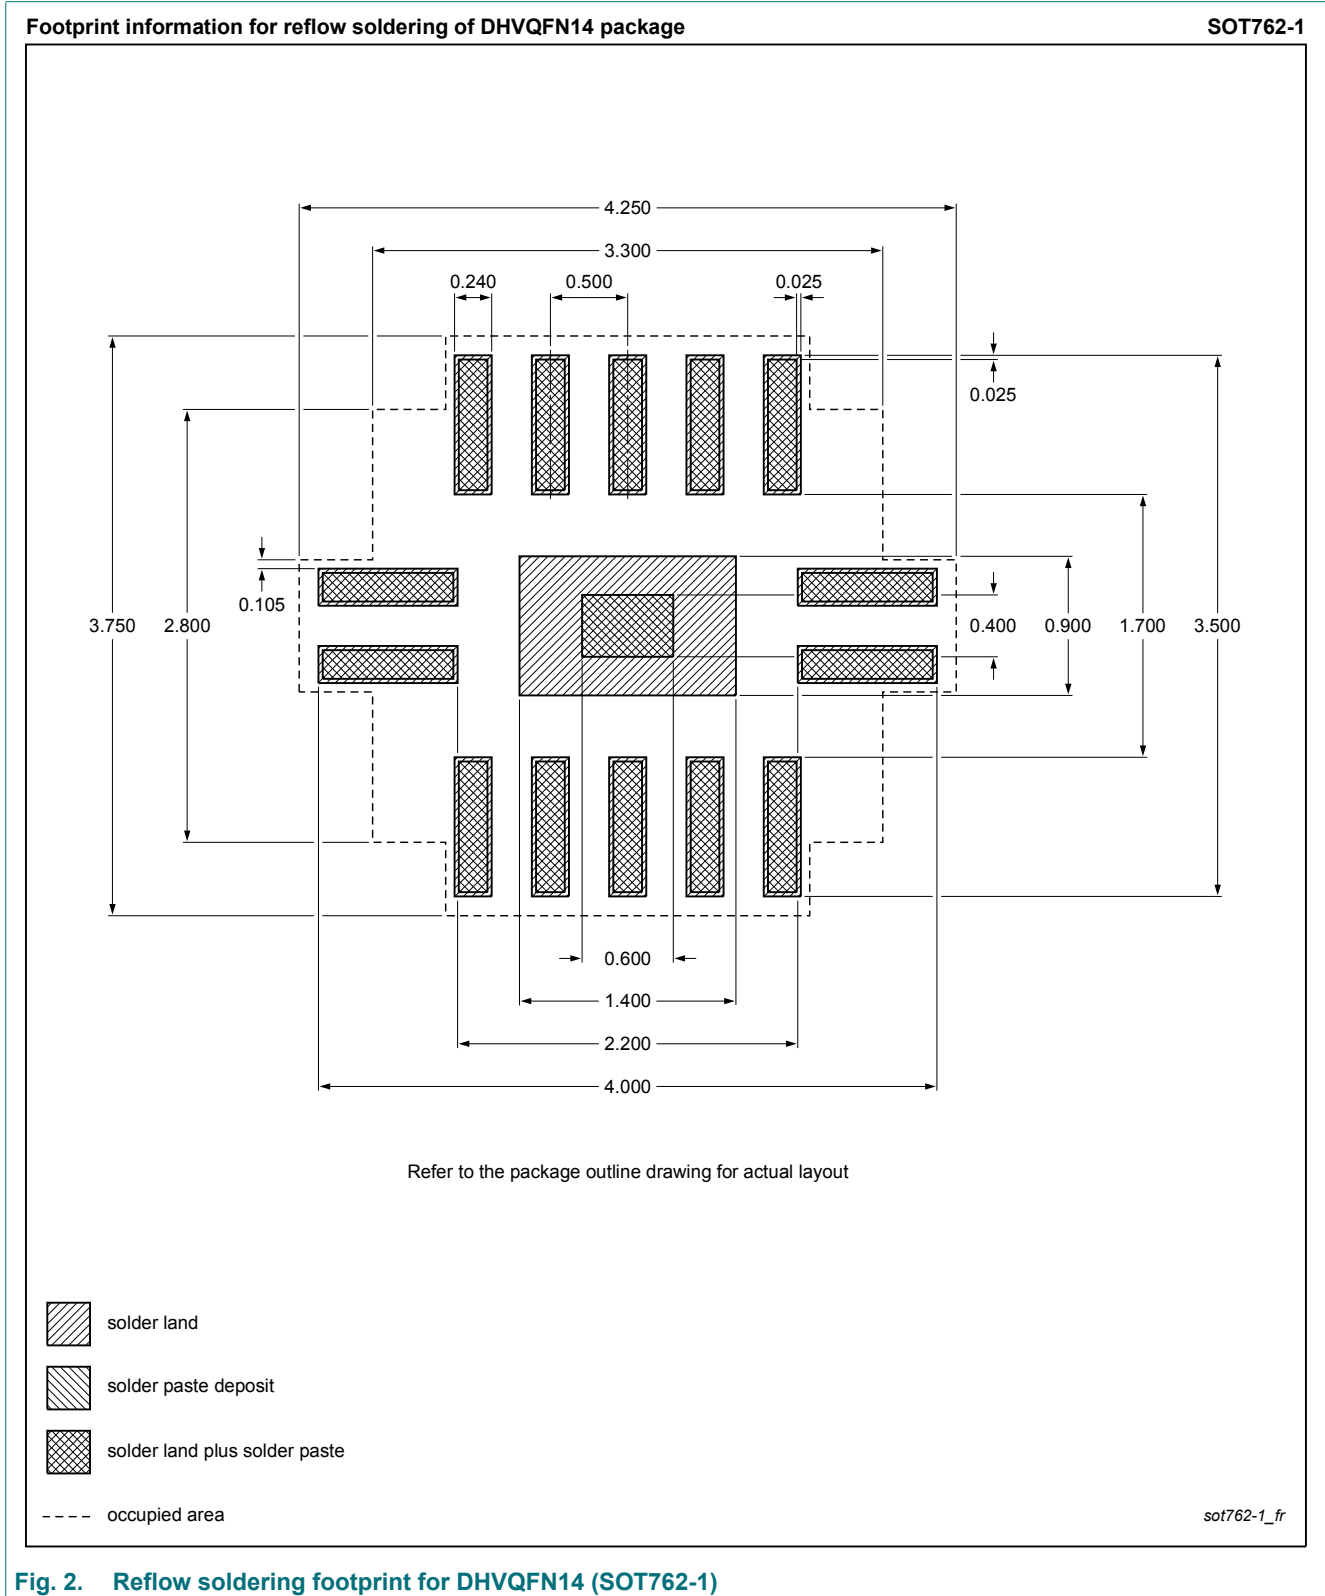 Footprint information for reflow soldering of DHVQFN14 package SOT762-1
4.250
3.300
0.240 0.500 0.025
0.025
0.105
3.750 2.800 0.400 0.900 1.700 3.500
0.600
1.400
2.200
4.000
Refer to the package outline drawing for actual layout
solder land
solder paste deposit
solder land plus solder paste
occupied area sot762-1_fr
Fig. 2. Reflow soldering footprint for DHVQFN14 (SOT762-1)